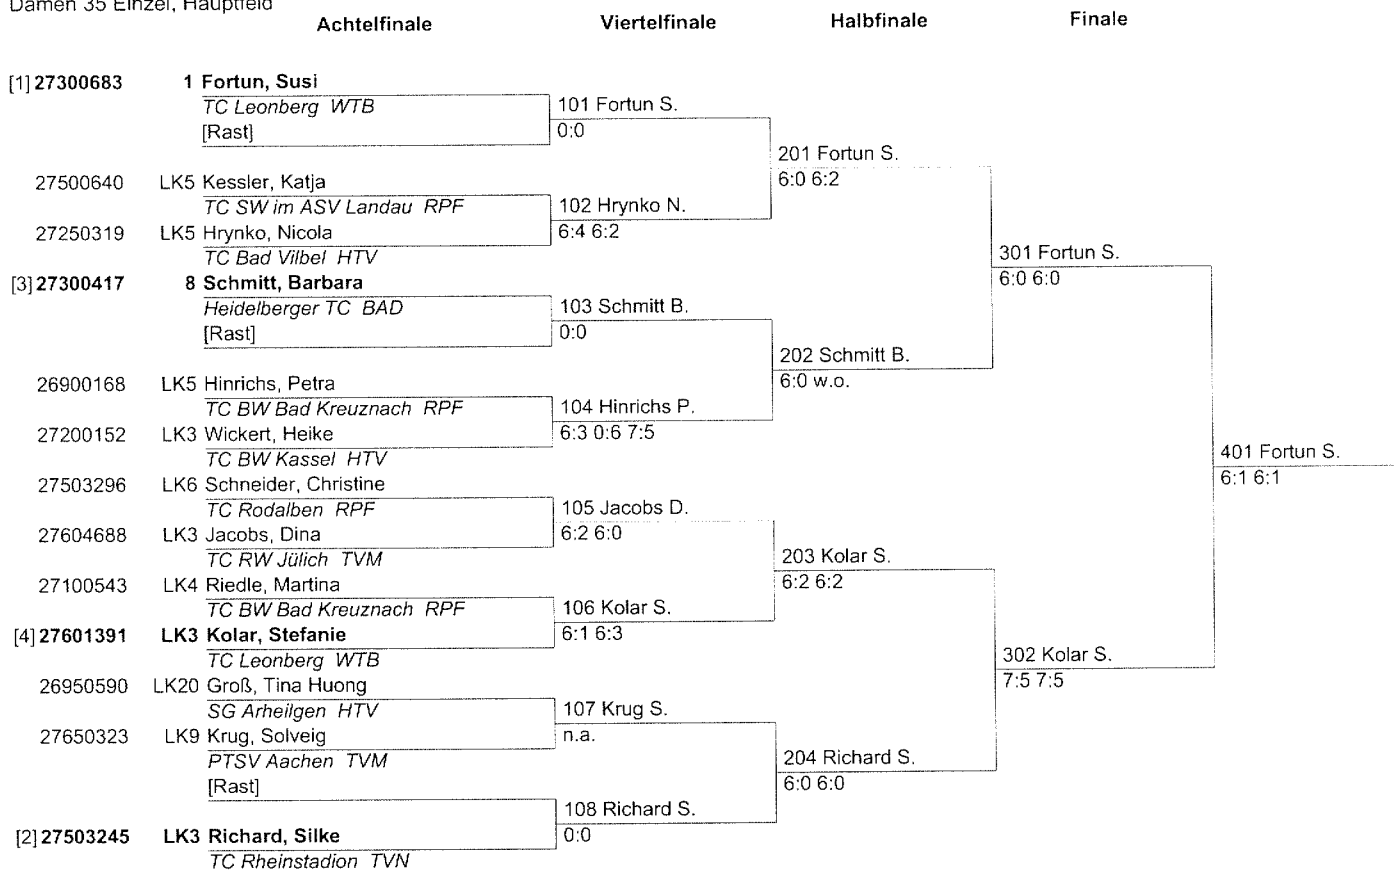 Damen 35 Einzel, Hauptfeld
Achtelfinale Viertelfinale Halbfinale Finale
[1] 27300683 1 Fortun, Susi
TC Leonberg WTB 101 Fortun S.
[Rast] 0:0
201 Fortun S.
27500640 LK5 Kessler, Katja 6:0 6:2
TC SW im ASV Landau RPF 102 Hrynko N.
27250319 LK5 Hrynko, Nicola 6:4 6:2
TC Bad Vilbel HTV 301 Fortun S.
[3] 27300417 8 Schmitt, Barbara 6:0 6:0
Heidelberger TC BAD 103 Schmitt B.
[Rast] 0:0
202 Schmitt B.
26900168 LK5 Hinrichs, Petra 6:0 w.o.
TC BW Bad Kreuznach RPF 104 Hinrichs P.
27200152 LK3 Wickert, Heike 6:3 0:6 7:5
TC BW Kassel HTV 401 Fortun S.
27503296 LK6 Schneider, Christine 6:1 6:1
TC Rodalben RPF 105 Jacobs D.
27604688 LK3 Jacobs, Dina 6:2 6:0
TC RW Jülich TVM 203 Kolar S.
27100543 LK4 Riedle, Martina 6:2 6:2
TC BW Bad Kreuznach RPF 106 Kolar S.
[4] 27601391 LK3 Kolar, Stefanie 6:1 6:3
TC Leonberg WTB 302 Kolar S.
26950590 LK20 Groß, Tina Huong 7:5 7:5
SG Arheilgen HTV 107 Krug S.
27650323 LK9 Krug, Solveig n.a.
PTSV Aachen TVM 204 Richard S.
[Rast] 6:0 6:0
108 Richard S.
[2] 27503245 LK3 Richard, Silke 0:0
TC Rheinstadion TVN